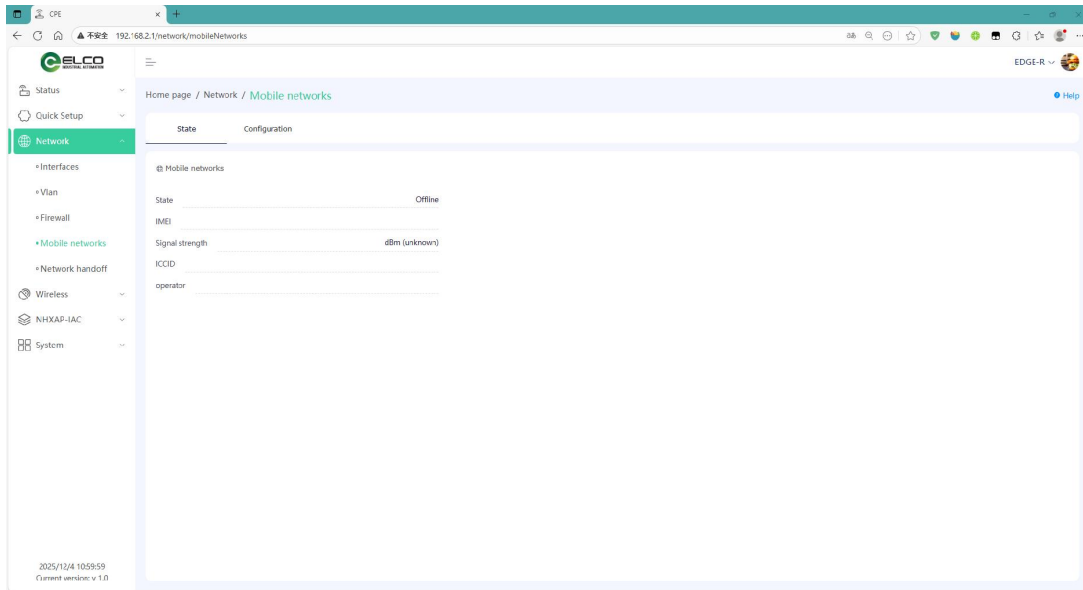 CPE
不安全 192.168.2.1/network/mobileNetworks
ELCO
INDUSTRIAL AUTOMATION
EDGE-R
Status
Home page / Network / Mobile networks
Help
Quick Setup
State
Configuration
Network
Interfaces
Mobile networks
Vlan
State
Offline
Firewall
IMEI
Mobile networks
Signal strength
dBm (unknown)
Network handoff
ICCID
operator
Wireless
NHXAP-IAC
System
2025/12/4 10:59:59
Current version: v 1.0